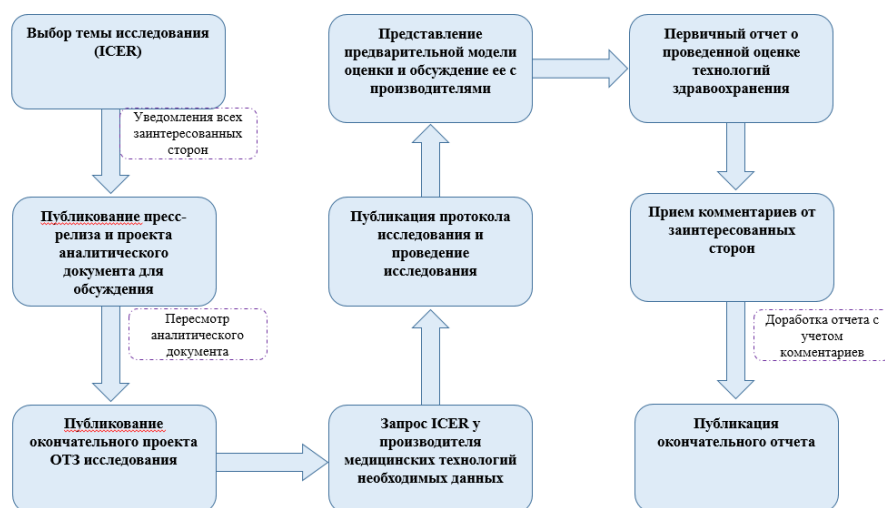 Выбор темы исследования
(ICER)
Уведомления всех
заинтересованных
сторон
Публикование пресс-
релиза и проекта
аналитического
документа для
обсуждения
Пересмотр
аналитического
документа
Публикование
окончательного проекта
ОТЗ исследования
Запрос ICER у
производителя
медицинских технологий
необходимых данных
Публикация протокола
исследования и
проведение
исследования
Представление
предварительной модели
оценки и обсуждение ее с
производителями
Первичный отчет о
проведенной оценке
технологий
здравоохранения
Прием комментариев от
заинтересованных
сторон
Доработка отчета с
учетом
комментариев
Публикация
окончательного отчета